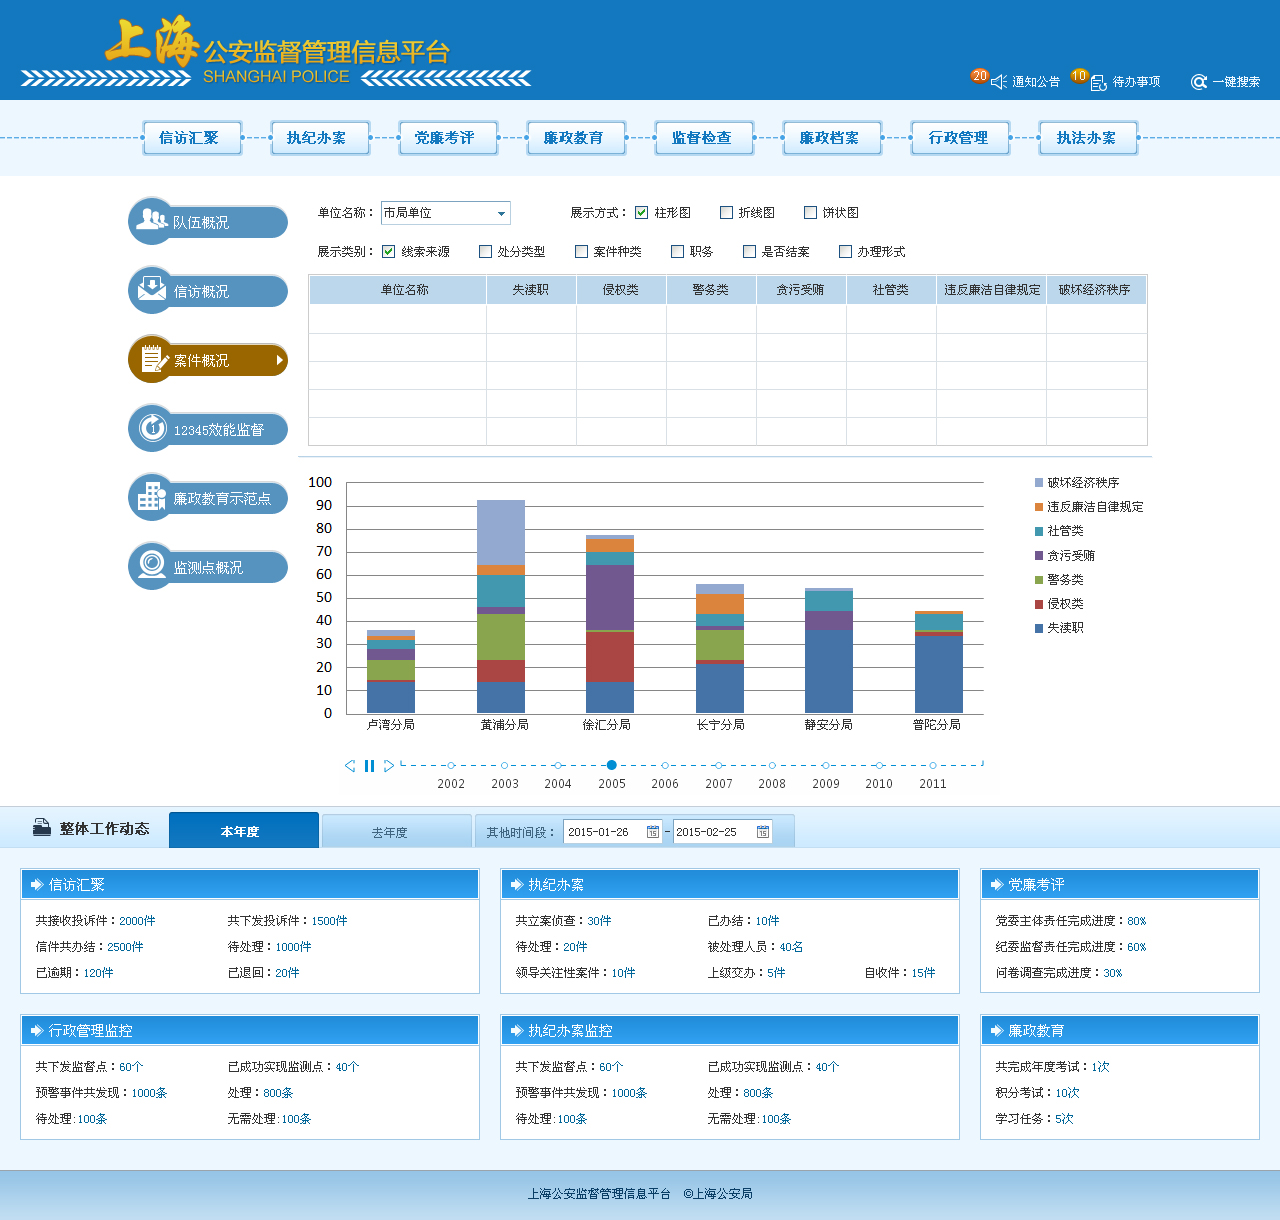 上海公安监督管理信息平台
SHANGHAI POLICE
20 通知公告 10 待办事项 一键搜索
信访汇聚 执纪办案 党廉考评 廉政教育 监督检查 廉政档案 行政管理 执法办案
队伍概况
信访概况
案件概况
12345效能监督
廉政教育示范点
监测点概况
单位名称： 市局单位 展示方式： 柱形图 折线图 饼状图
展示类别： 线索来源 处分类型 案件种类 职务 是否结案 办理形式
单位名称 失渎职 侵权类 警务类 贪污受贿 社管类 违反廉洁自律规定 破坏经济秩序
100
90
80
70
60
50
40
30
20
10
0
卢湾分局 黄浦分局 徐汇分局 长宁分局 静安分局 普陀分局
破坏经济秩序
违反廉洁自律规定
社管类
贪污受贿
警务类
侵权类
失渎职
2002 2003 2004 2005 2006 2007 2008 2009 2010 2011
整体工作动态 本年度 去年度 其他时间段： 2015-01-26 15 - 2015-02-25 15
信访汇聚
共接收投诉件：2000件 共下发投诉件：1500件
信件共办结：2500件 待处理：1000件
已逾期：120件 已退回：20件
执纪办案
共立案侦查：30件 已办结：10件
待处理：20件 被处理人员：40名
领导关注性案件：10件 上级交办：5件 自收件：15件
党廉考评
党委主体责任完成进度：80%
纪委监督责任完成进度：60%
问卷调查完成进度：30%
行政管理监控
共下发监督点：60个 已成功实现监测点：40个
预警事件共发现：1000条 处理：800条
待处理:100条 无需处理:100条
执纪办案监控
共下发监督点：60个 已成功实现监测点：40个
预警事件共发现：1000条 处理：800条
待处理:100条 无需处理:100条
廉政教育
共完成年度考试：1次
积分考试：10次
学习任务：5次
上海公安监督管理信息平台 ©上海公安局